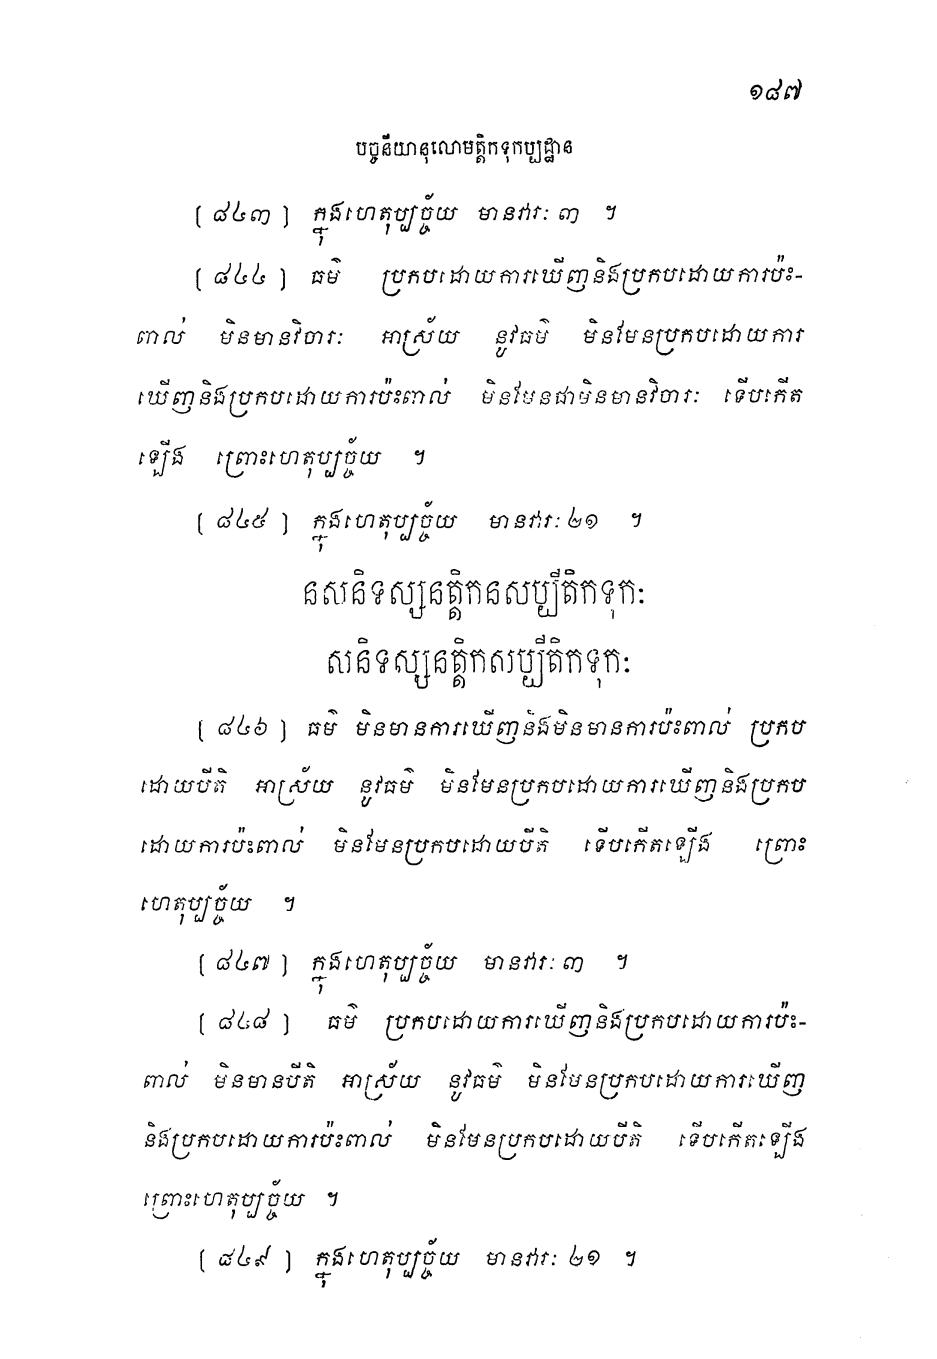 ១៨៧
បច្ចនីយានុលោមត្តិកទុកប្បដ្ឋាន
[ ៨៤៣ ] ក្នុងហេតុប្បច្ច័យ មានវារៈ ៣ ។
[ ៨៤៤ ] ធម៌ ប្រកបដោយការឃើញនិងប្រកបដោយការប៉ះ-
ពាល់ មិនមានវិចារៈ អាស្រ័យ នូវធម៌ មិនមែនប្រកបដោយការ
ឃើញនិងប្រកបដោយការប៉ះពាល់ មិនមែនជាមិនមានវិចារៈ ទើបកើត
ឡើង ព្រោះហេតុប្បច្ច័យ ។
[ ៨៤៥ ] ក្នុងហេតុប្បច្ច័យ មានវារៈ ២១ ។
នសនិទស្សនត្តិកនសប្បីតិកទុកៈ
សនិទស្សនត្តិកសប្បីតិកទុកៈ
[ ៨៤៦ ] ធម៌ មិនមានការឃើញនិងមិនមានការប៉ះពាល់ ប្រកប
ដោយបីតិ អាស្រ័យ នូវធម៌ មិនមែនប្រកបដោយការឃើញនិងប្រកប
ដោយការប៉ះពាល់ មិនមែនប្រកបដោយបីតិ ទើបកើតឡើង ព្រោះ
ហេតុប្បច្ច័យ ។
[ ៨៤៧ ] ក្នុងហេតុប្បច្ច័យ មានវារៈ ៣ ។
[ ៨៤៨ ] ធម៌ ប្រកបដោយការឃើញនិងប្រកបដោយការប៉ះ-
ពាល់ មិនមានបីតិ អាស្រ័យ នូវធម៌ មិនមែនប្រកបដោយការឃើញ
និងប្រកបដោយការប៉ះពាល់ មិនមែនប្រកបដោយបីតិ ទើបកើតឡើង
ព្រោះហេតុប្បច្ច័យ ។
[ ៨៤៩ ] ក្នុងហេតុប្បច្ច័យ មានវារៈ ២១ ។